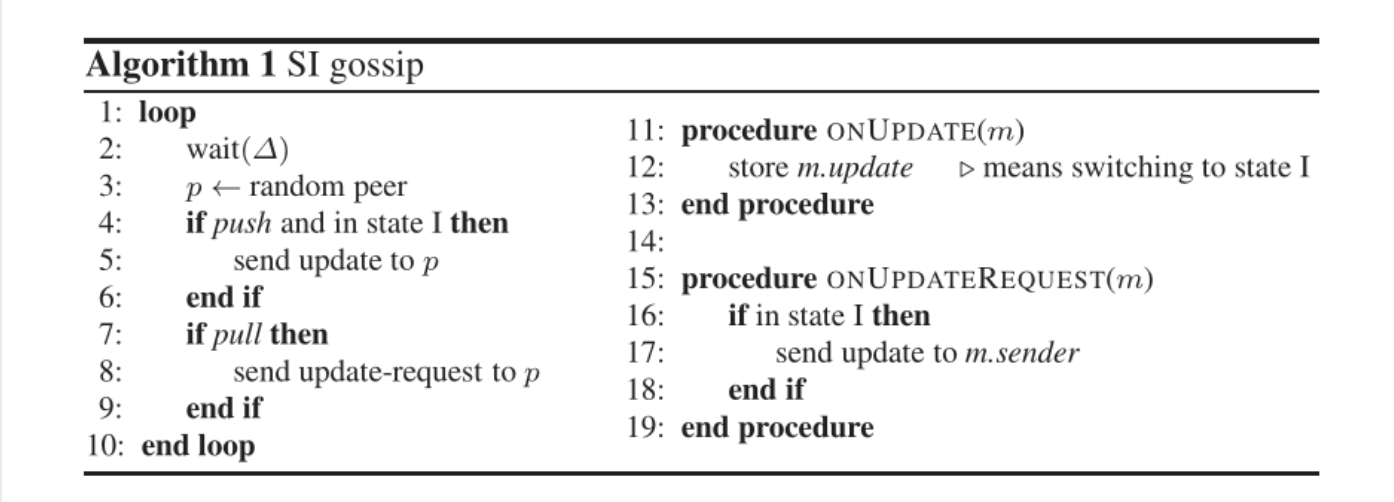 Algorithm 1 SI gossip
1: loop
2: wait(Δ)
3: p ← random peer
4: if push and in state I then
5: send update to p
6: end if
7: if pull then
8: send update-request to p
9: end if
10: end loop
11: procedure ONUPDATE(m)
12: store m.update ▷ means switching to state I
13: end procedure
14:
15: procedure ONUPDATEREQUEST(m)
16: if in state I then
17: send update to m.sender
18: end if
19: end procedure